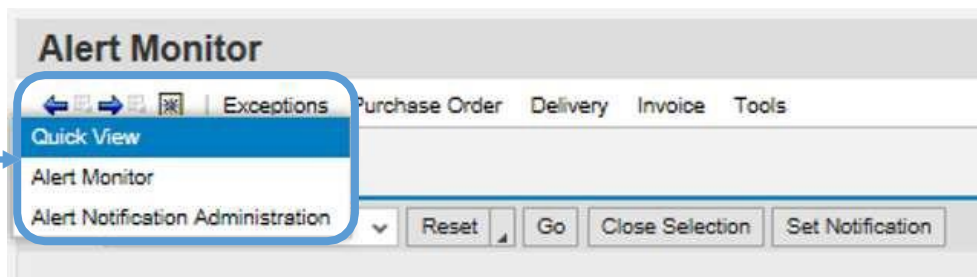 Alert Monitor
Exceptions Purchase Order Delivery Invoice Tools
Quick View
Alert Monitor
Alert Notification Administration
Reset Go Close Selection Set Notification